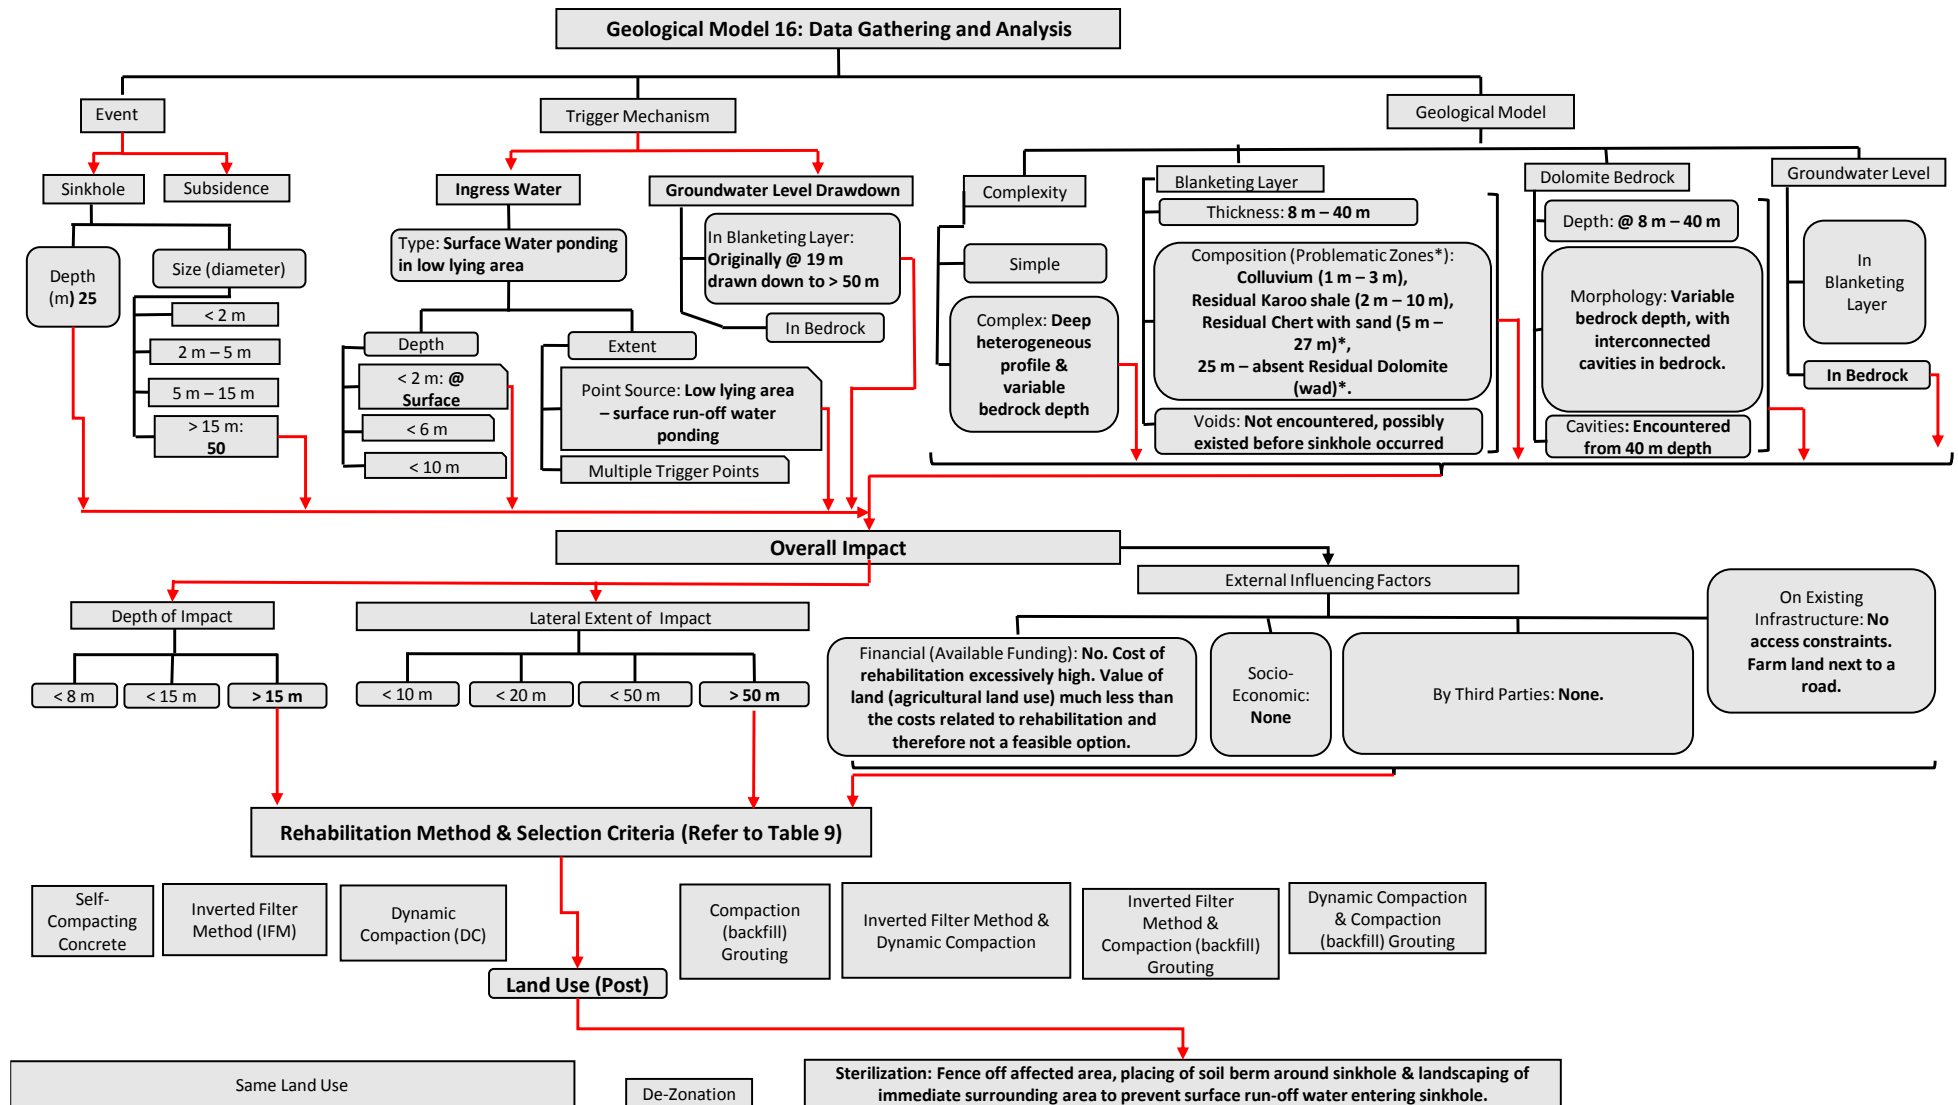 Geological Model 16: Data Gathering and Analysis
Event
Trigger Mechanism
Geological Model
Sinkhole
Subsidence
Ingress Water
Groundwater Level Drawdown
Complexity
Blanketing Layer
Dolomite Bedrock
Groundwater Level
Depth
(m) 25
Size (diameter)
< 2 m
2 m – 5 m
5 m – 15 m
> 15 m:
50
Type: Surface Water ponding
in low lying area
Depth
< 2 m: @
Surface
< 6 m
< 10 m
Extent
Point Source: Low lying area
– surface run-off water
ponding
Multiple Trigger Points
In Blanketing Layer:
Originally @ 19 m
drawn down to > 50 m
In Bedrock
Simple
Complex: Deep
heterogeneous
profile &
variable
bedrock depth
Thickness: 8 m – 40 m
Composition (Problematic Zones*):
Colluvium (1 m – 3 m),
Residual Karoo shale (2 m – 10 m),
Residual Chert with sand (5 m –
27 m)*,
25 m – absent Residual Dolomite
(wad)*.
Voids: Not encountered, possibly
existed before sinkhole occurred
Depth: @ 8 m – 40 m
Morphology: Variable
bedrock depth, with
interconnected
cavities in bedrock.
Cavities: Encountered
from 40 m depth
In
Blanketing
Layer
In Bedrock
Overall Impact
External Influencing Factors
Depth of Impact
< 8 m
< 15 m
> 15 m
Lateral Extent of Impact
< 10 m
< 20 m
< 50 m
> 50 m
Financial (Available Funding): No. Cost of
rehabilitation excessively high. Value of
land (agricultural land use) much less than
the costs related to rehabilitation and
therefore not a feasible option.
Socio-
Economic:
None
By Third Parties: None.
On Existing
Infrastructure: No
access constraints.
Farm land next to a
road.
Rehabilitation Method & Selection Criteria (Refer to Table 9)
Self-
Compacting
Concrete
Inverted Filter
Method (IFM)
Dynamic
Compaction (DC)
Compaction
(backfill)
Grouting
Inverted Filter Method &
Dynamic Compaction
Inverted Filter
Method &
Compaction (backfill)
Grouting
Dynamic Compaction
& Compaction
(backfill) Grouting
Land Use (Post)
Same Land Use
De-Zonation
Sterilization: Fence off affected area, placing of soil berm around sinkhole & landscaping of
immediate surrounding area to prevent surface run-off water entering sinkhole.